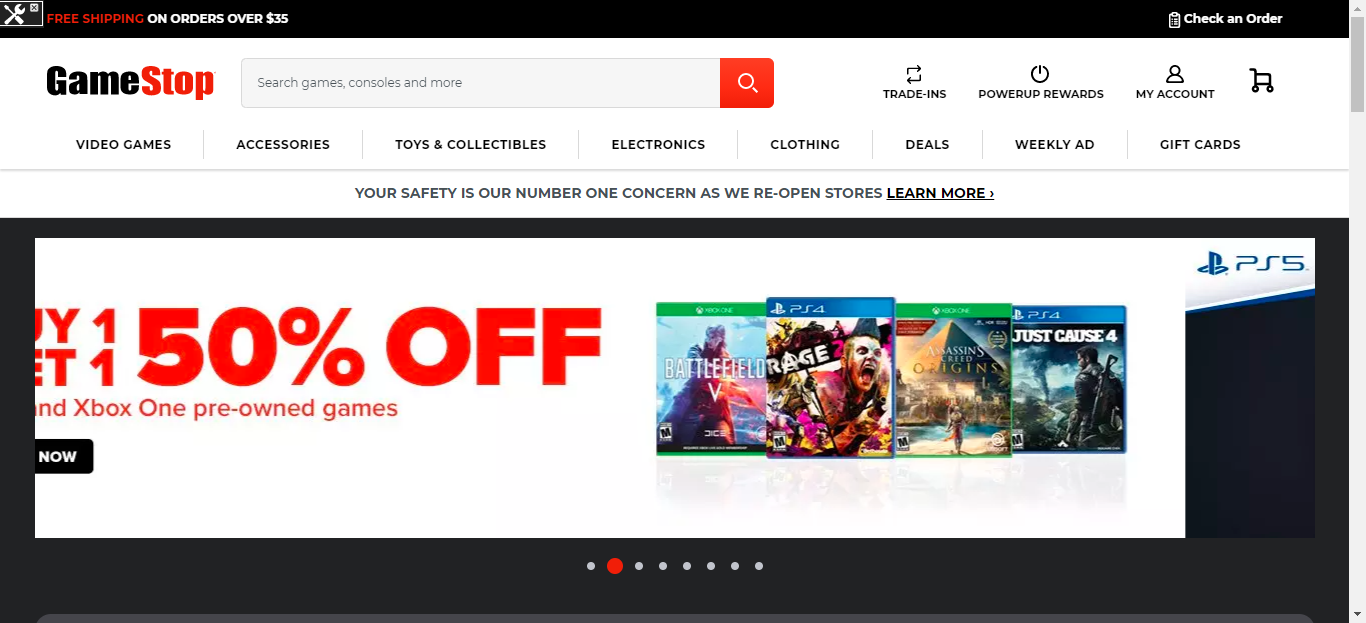 FREE SHIPPING ON ORDERS OVER $35
Check an Order
GameStop
Search games, consoles and more
TRADE-INS
POWERUP REWARDS
MY ACCOUNT
VIDEO GAMES
ACCESSORIES
TOYS & COLLECTIBLES
ELECTRONICS
CLOTHING
DEALS
WEEKLY AD
GIFT CARDS
YOUR SAFETY IS OUR NUMBER ONE CONCERN AS WE RE-OPEN STORES LEARN MORE ›
UY 1
ET 1
50% OFF
nd Xbox One pre-owned games
NOW
XBOX ONE
BATTLEFIELD
V
M
DICE
PS4
RAGE 2
M
XBOX ONE
ASSASSIN'S
CREED
ORIGINS
M
PS4
JUST CAUSE 4
M
PS5